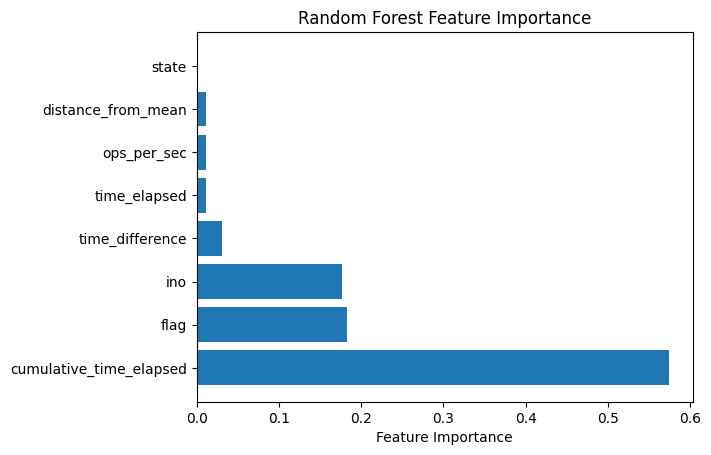 Random Forest Feature Importance
state
distance_from_mean
ops_per_sec
time_elapsed
time_difference
ino
flag
cumulative_time_elapsed
0.0 0.1 0.2 0.3 0.4 0.5 0.6
Feature Importance